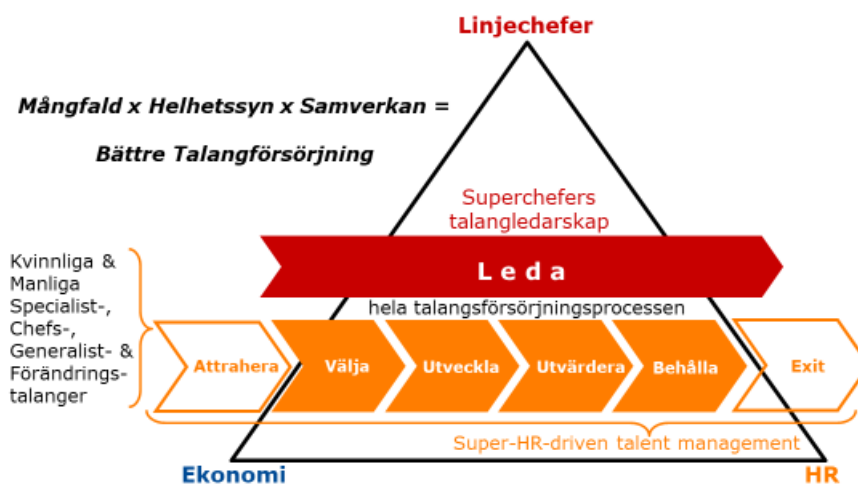 Linjechefer
Mångfald x Helhetssyn x Samverkan =
Bättre Talangförsörjning
Superchefers
talangledarskap
Leda
hela talangsförsörjningsprocessen
Kvinnliga &
Manliga
Specialist-,
Chefs-,
Generalist- &
Förändrings-
talanger
Attrahera
Välja
Utveckla
Utvärdera
Behålla
Exit
Super-HR-driven talent management
Ekonomi
HR